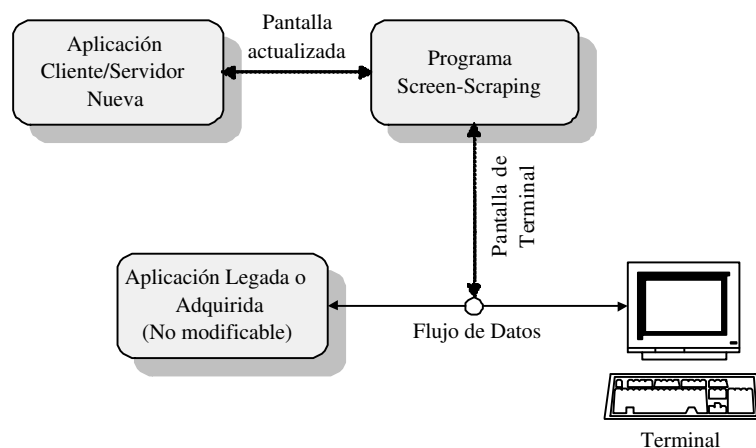 Aplicación
Cliente/Servidor
Nueva
Pantalla
actualizada
Programa
Screen-Scraping
Pantalla de
Terminal
Aplicación Legada o
Adquirida
(No modificable)
Flujo de Datos
Terminal